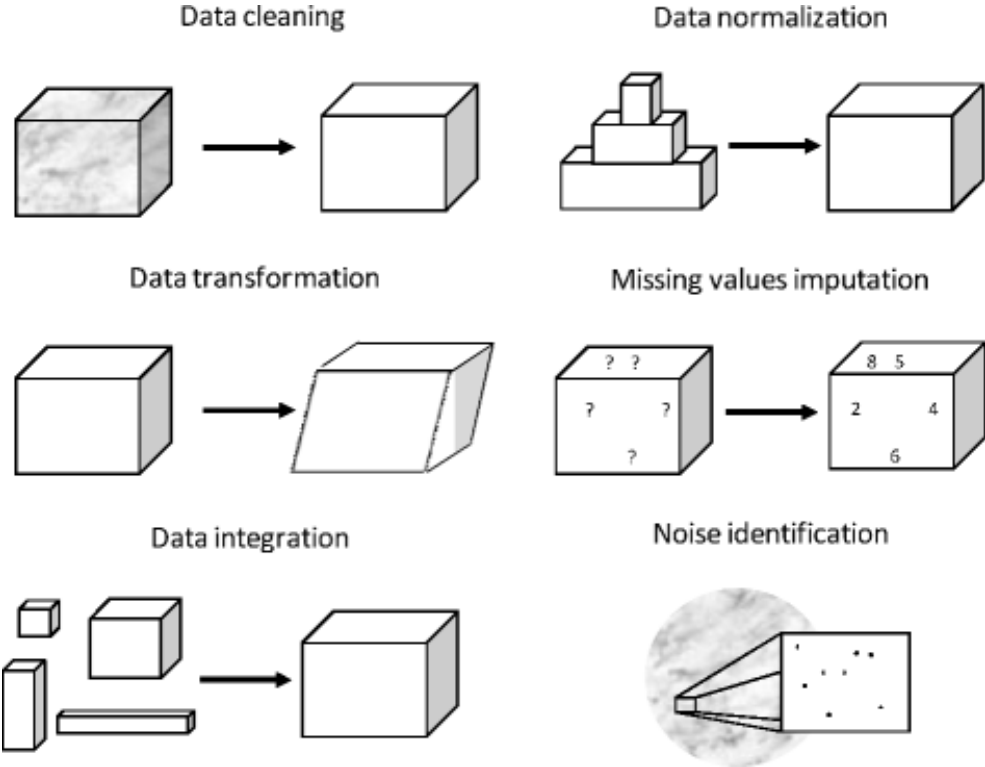 Data cleaning
Data normalization
Data transformation
Missing values imputation
? ?
? ?
?
8 5
2 4
6
Data integration
Noise identification